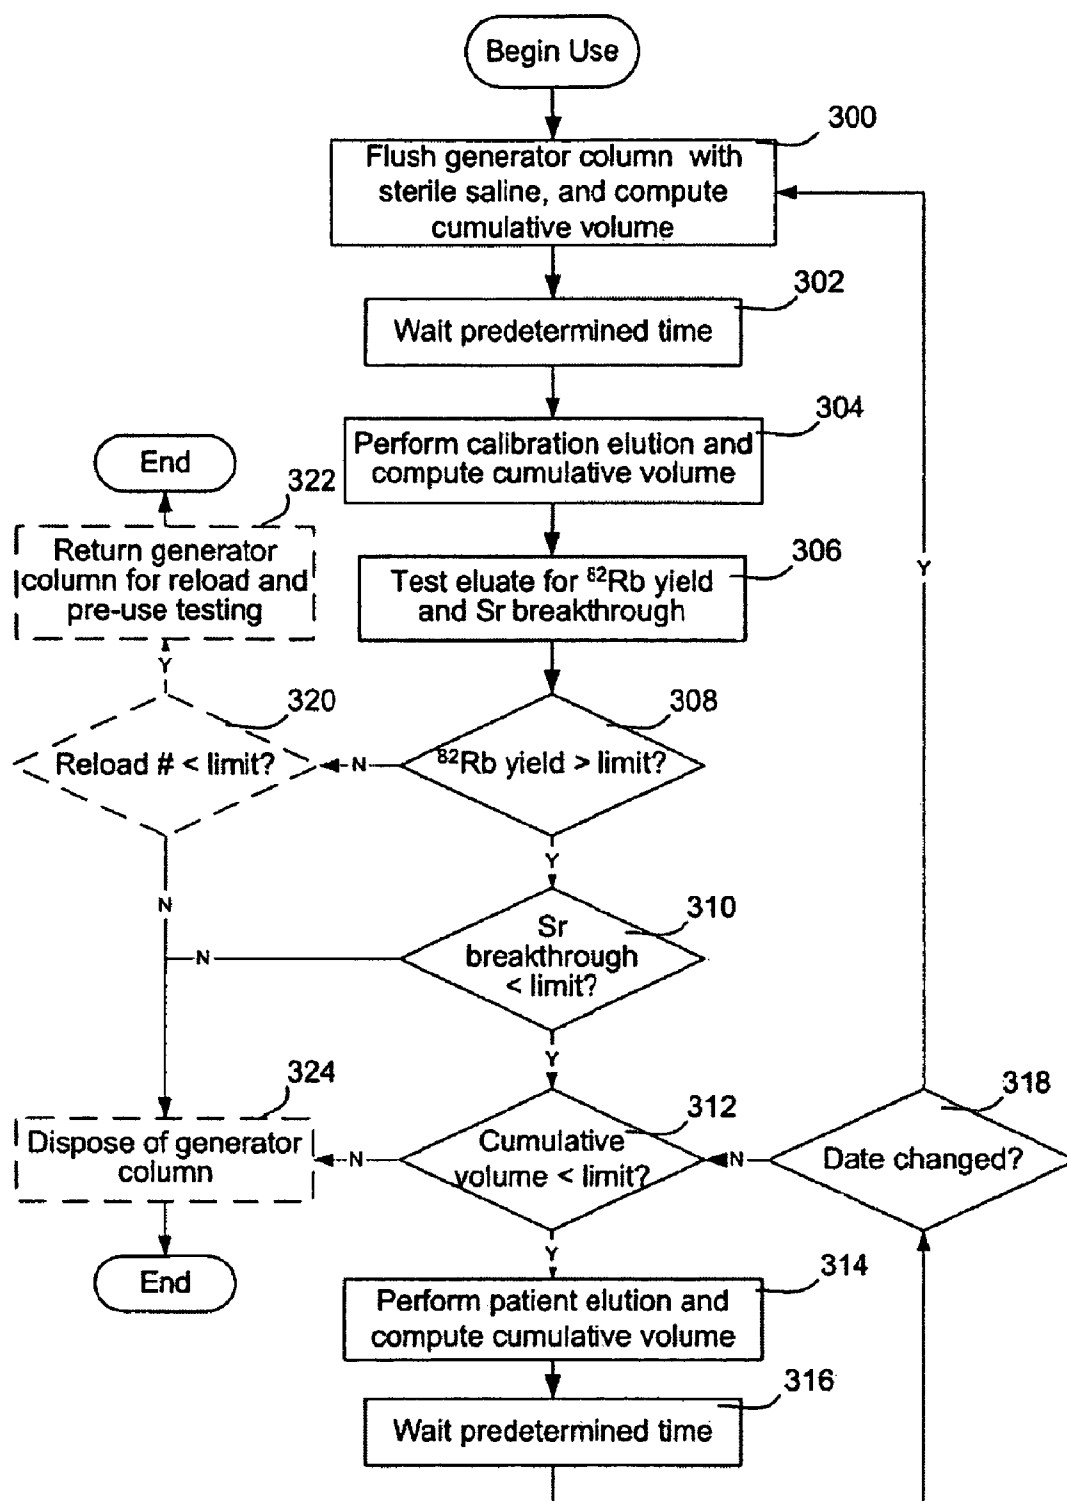 Begin Use
300
Flush generator column with
sterile saline, and compute
cumulative volume
302
Wait predetermined time
304
Perform calibration elution and
compute cumulative volume
End
322
Return generator
column for reload and
pre-use testing
306
Test eluate for ⁸²Rb yield
and Sr breakthrough
Y
Y
320
Reload # < limit?
N
308
⁸²Rb yield > limit?
Y
N
N
310
Sr
breakthrough
< limit?
Y
324
Dispose of generator
column
N
312
Cumulative
volume < limit?
N
318
Date changed?
Y
End
314
Perform patient elution and
compute cumulative volume
316
Wait predetermined time